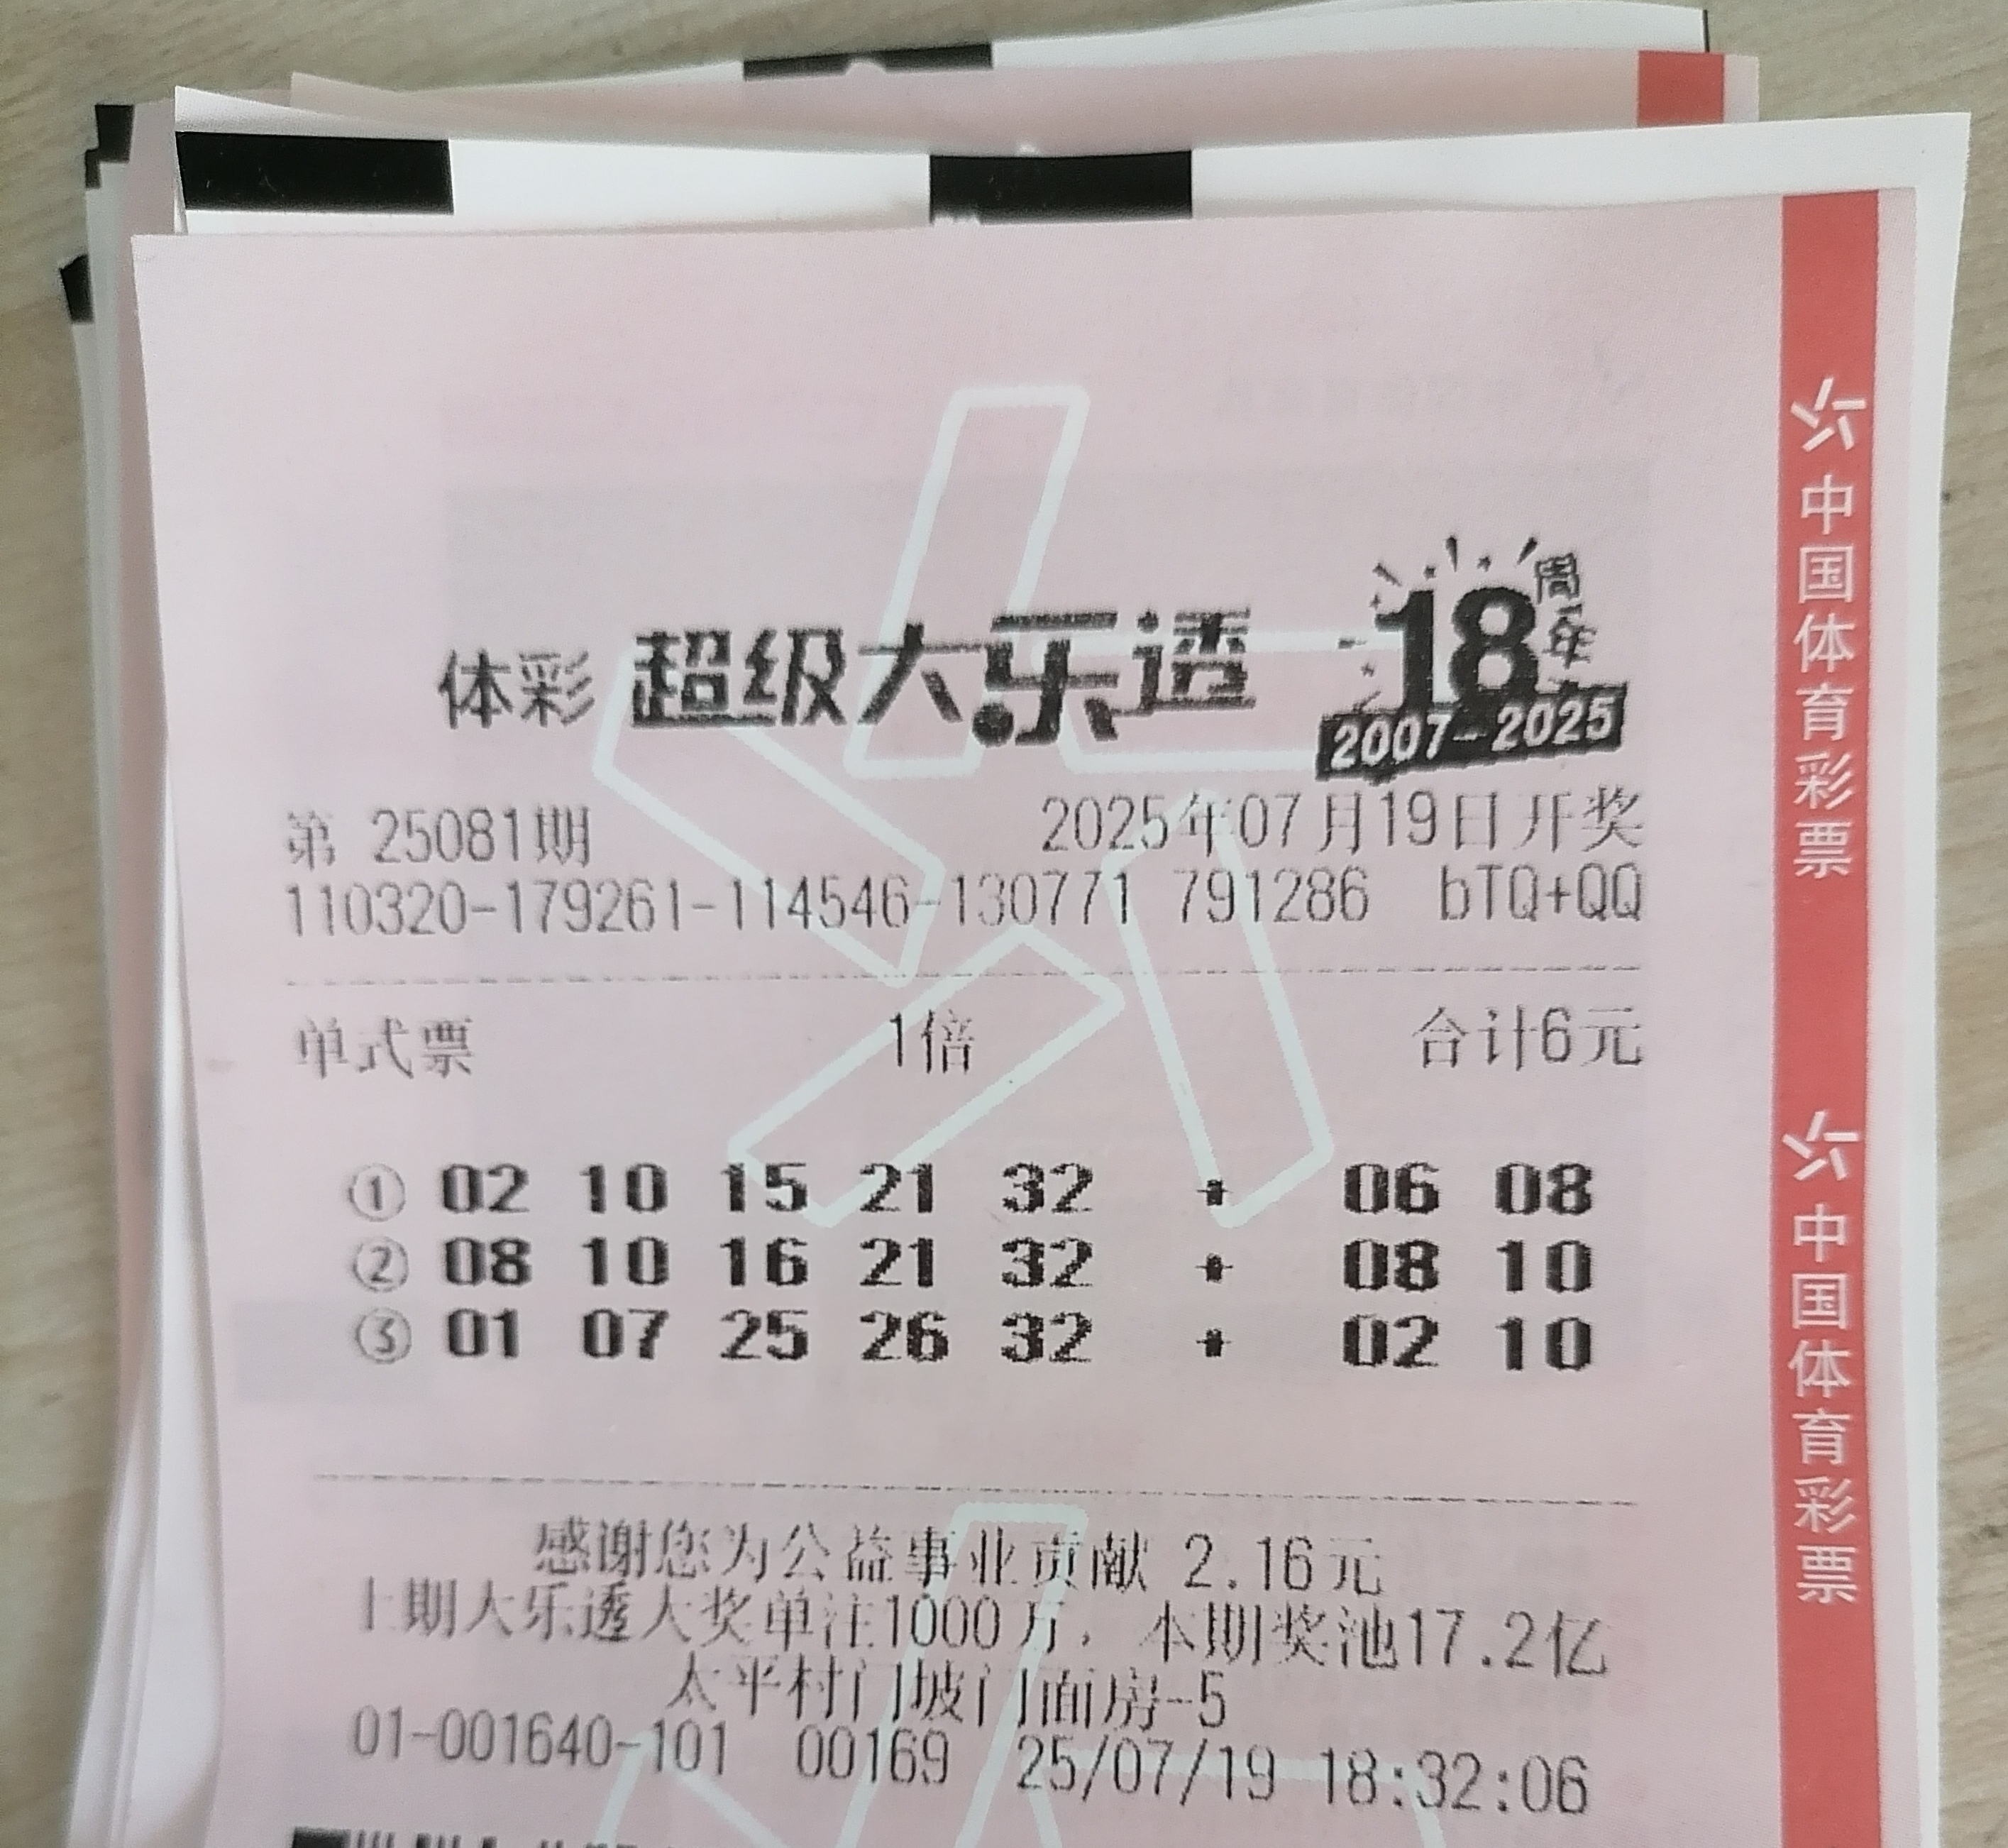 体彩 超级大乐透 18周年
2007-2025
第 25081期 2025年07月19日开奖
110320-179261-114546-130771 791286 bTQ+QQ
单式票 1倍 合计6元
① 02 10 15 21 32 + 06 08
② 08 10 16 21 32 + 08 10
③ 01 07 25 26 32 + 02 10
感谢您为公益事业贡献 2.16元
上期大乐透大奖单注1000万，本期奖池17.2亿
太平村门坡门面房-5
01-001640-101 00169 25/07/19 18:32:06
中国体育彩票
中国体育彩票